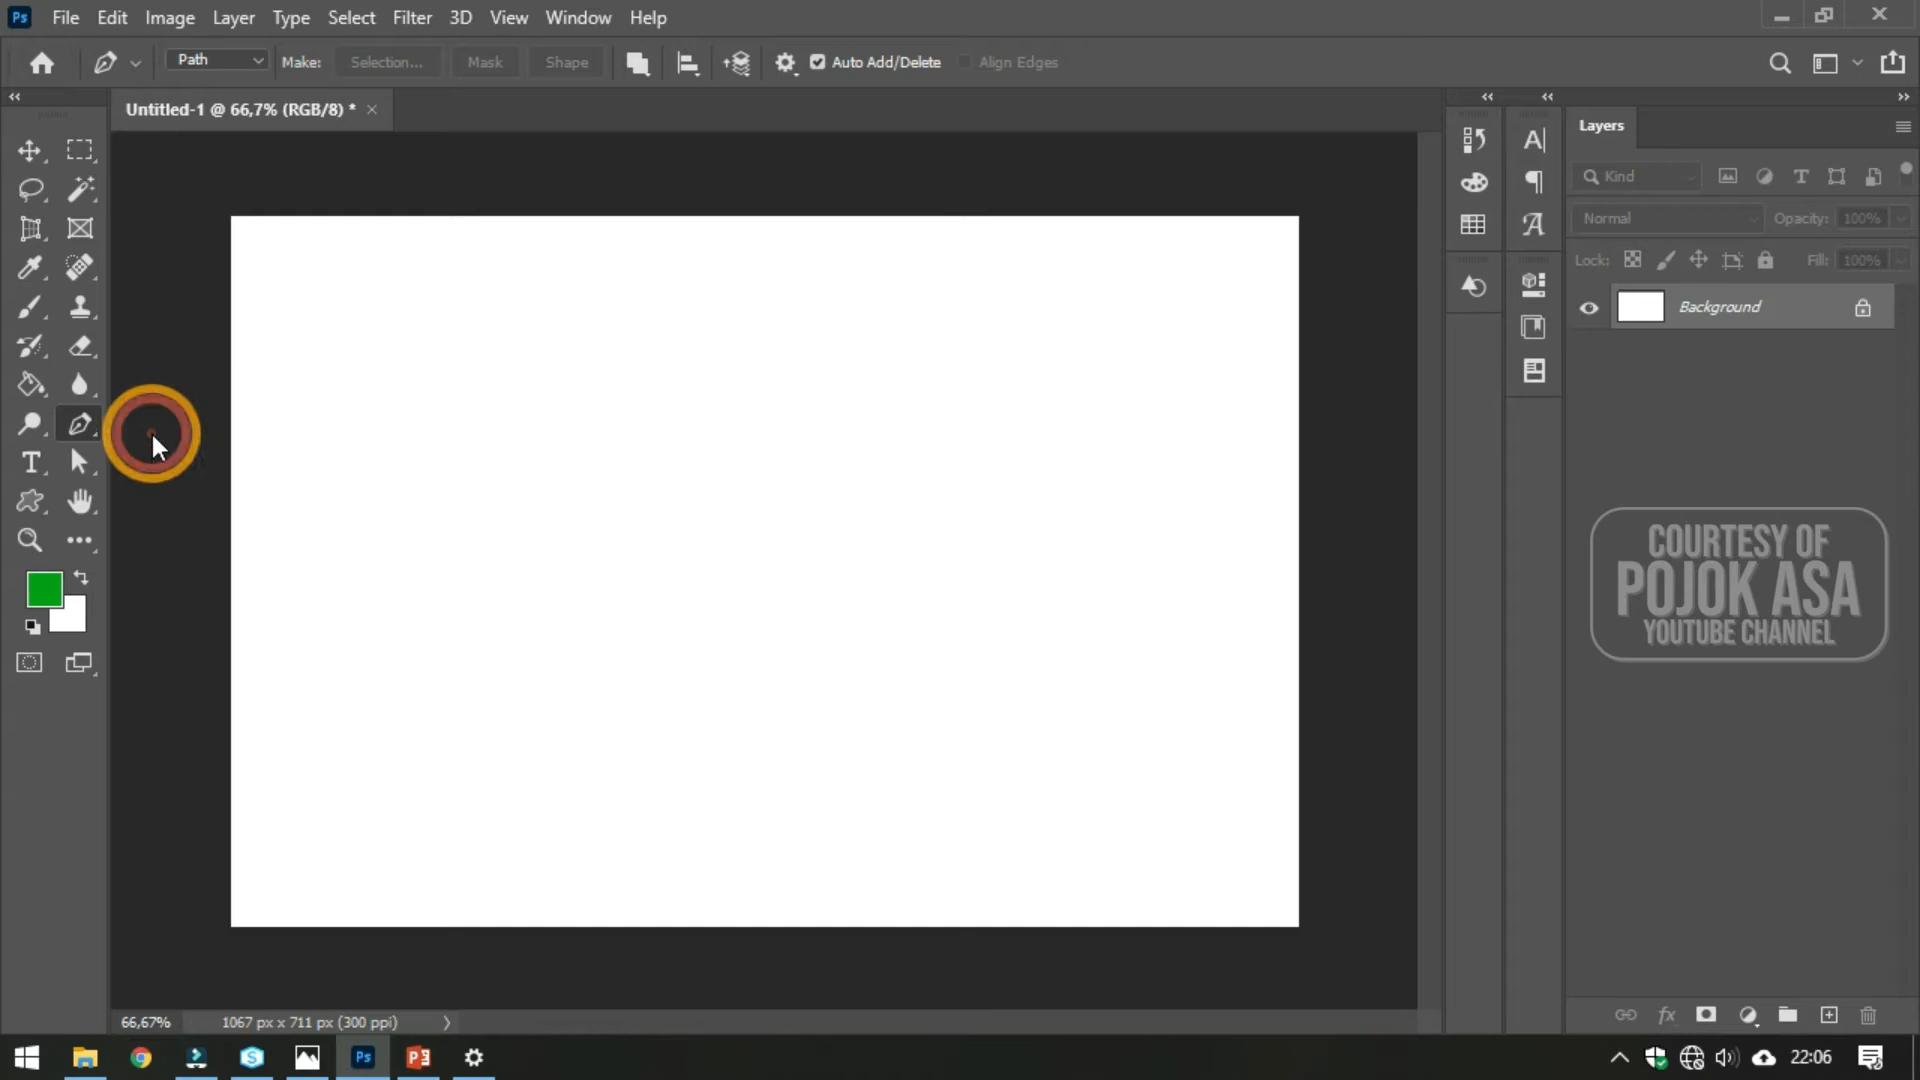 Ps File Edit Image Layer Type Select Filter 3D View Window Help
Path Make: Selection... Mask Shape Auto Add/Delete Align Edges
Untitled-1 @ 66,7% (RGB/8) * ×
Layers
Kind
Normal Opacity: 100%
Lock: Fill: 100%
Background
COURTESY OF
POJOK ASA
YOUTUBE CHANNEL
66,67% 1067 px x 711 px (300 ppi)
22:06